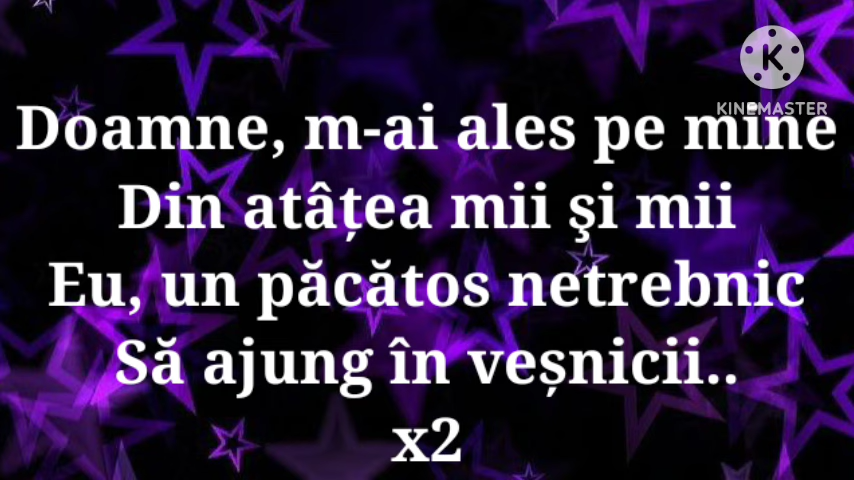 KINEMASTER
Doamne, m-ai ales pe mine
Din atâțea mii şi mii
Eu, un păcătos netrebnic
Să ajung în veșnicii..
x2